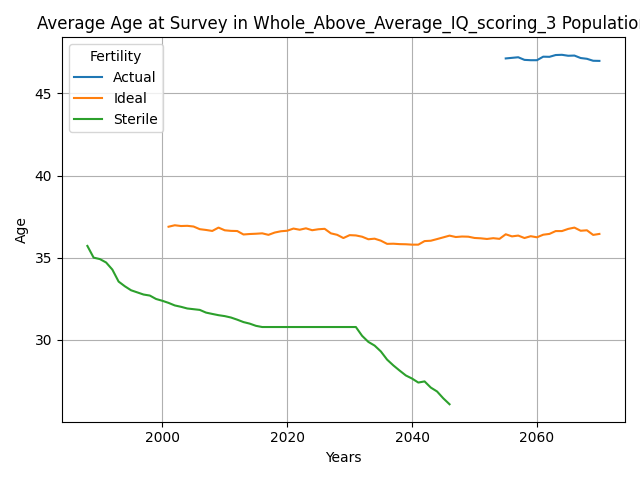 Average Age at Survey in Whole_Above_Average_IQ_scoring_3 Population
Fertility
Actual
Ideal
Sterile
Age
45
40
35
30
2000 2020 2040 2060
Years